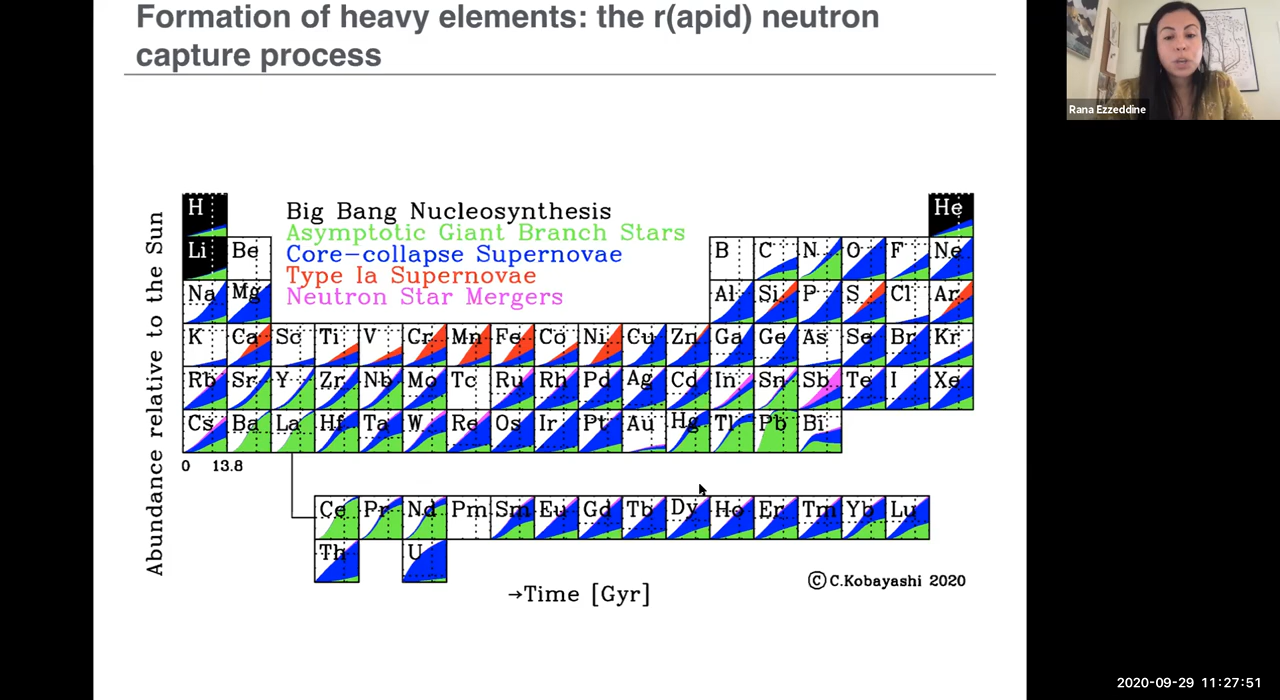 Formation of heavy elements: the r(apid) neutron
capture process
Rana Ezzeddine
Abundance relative to the Sun
H He
Big Bang Nucleosynthesis
Asymptotic Giant Branch Stars
Li Be B C N O F Ne
Core-collapse Supernovae
Type Ia Supernovae
Na Mg Al Si P S Cl Ar
Neutron Star Mergers
K Ca Sc Ti V Cr Mn Fe Co Ni Cu Zn Ga Ge As Se Br Kr
Rb Sr Y Zr Nb Mo Tc Ru Rh Pd Ag Cd In Sn Sb Te I Xe
Cs Ba La Hf Ta W Re Os Ir Pt Au Hg Tl Pb Bi
0 13.8
Ce Pr Nd Pm Sm Eu Gd Tb Dy Ho Er Tm Yb Lu
Th U
→Time [Gyr]
©C.Kobayashi 2020
2020-09-29 11:27:51